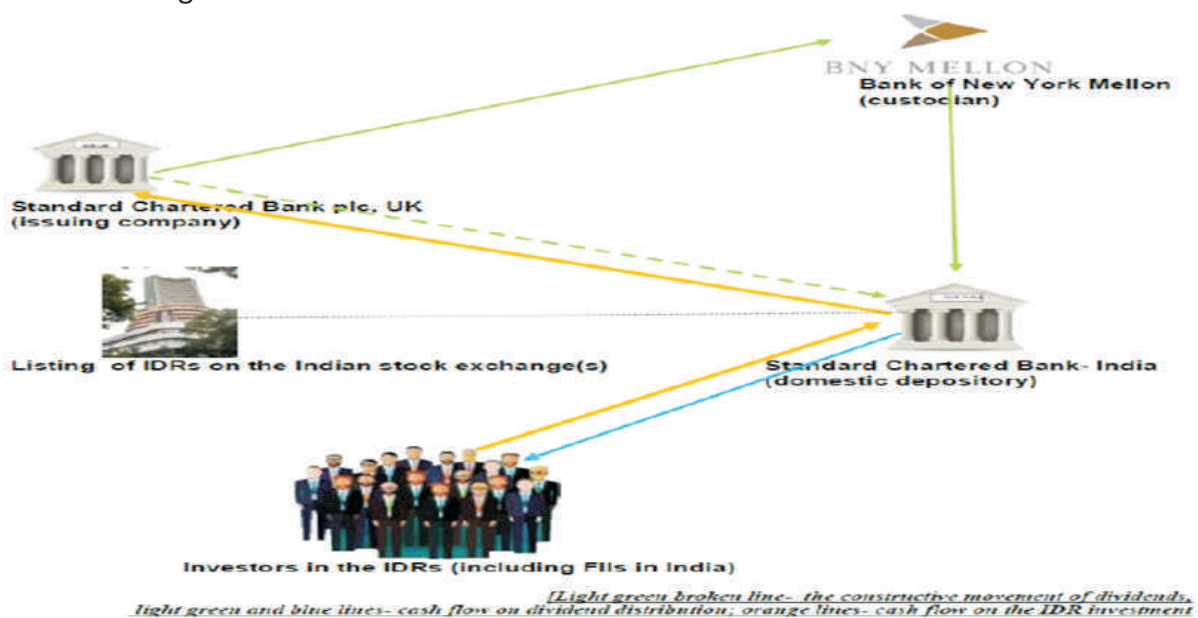 BNY MELLON
Bank of New York Mellon
(custodian)
Standard Chartered Bank plc, UK
(issuing company)
Listing of IDRs on the Indian stock exchange(s)
Standard Chartered Bank- India
(domestic depository)
Investors in the IDRs (including FIIs in India)
[Light green broken line- the constructive movement of dividends,
light green and blue lines- cash flow on dividend distribution; orange lines- cash flow on the IDR investment